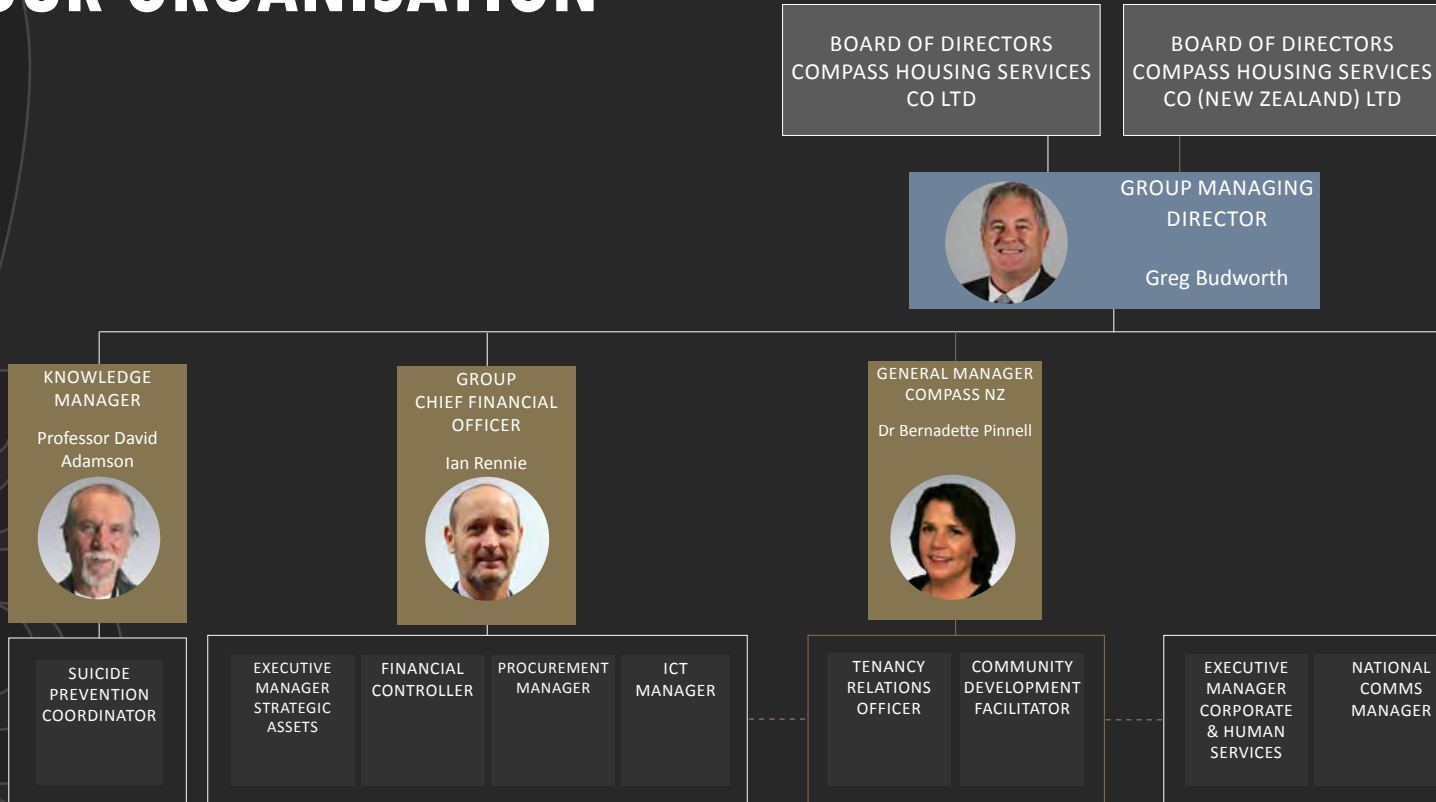 OUR ORGANISATION
BOARD OF DIRECTORS
COMPASS HOUSING SERVICES
CO LTD
BOARD OF DIRECTORS
COMPASS HOUSING SERVICES
CO (NEW ZEALAND) LTD
GROUP MANAGING
DIRECTOR
Greg Budworth
KNOWLEDGE
MANAGER
Professor David
Adamson
GROUP
CHIEF FINANCIAL
OFFICER
Ian Rennie
GENERAL MANAGER
COMPASS NZ
Dr Bernadette Pinnell
SUICIDE
PREVENTION
COORDINATOR
EXECUTIVE
MANAGER
STRATEGIC
ASSETS
FINANCIAL
CONTROLLER
PROCUREMENT
MANAGER
ICT
MANAGER
TENANCY
RELATIONS
OFFICER
COMMUNITY
DEVELOPMENT
FACILITATOR
EXECUTIVE
MANAGER
CORPORATE
& HUMAN
SERVICES
NATIONAL
COMMS
MANAGER